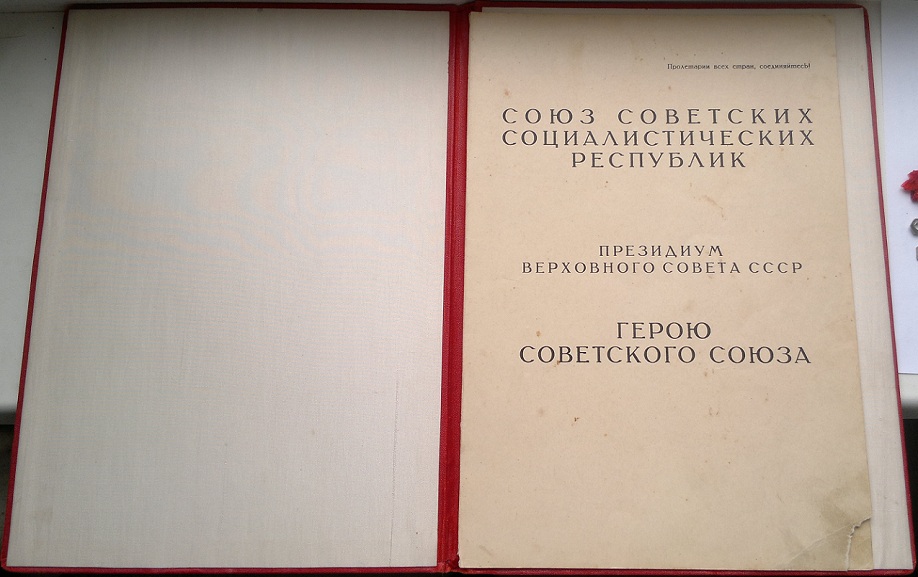 Пролетарии всех стран, соединяйтесь!
СОЮЗ СОВЕТСКИХ
СОЦИАЛИСТИЧЕСКИХ
РЕСПУБЛИК
ПРЕЗИДИУМ
ВЕРХОВНОГО СОВЕТА СССР
ГЕРОЮ
СОВЕТСКОГО СОЮЗА